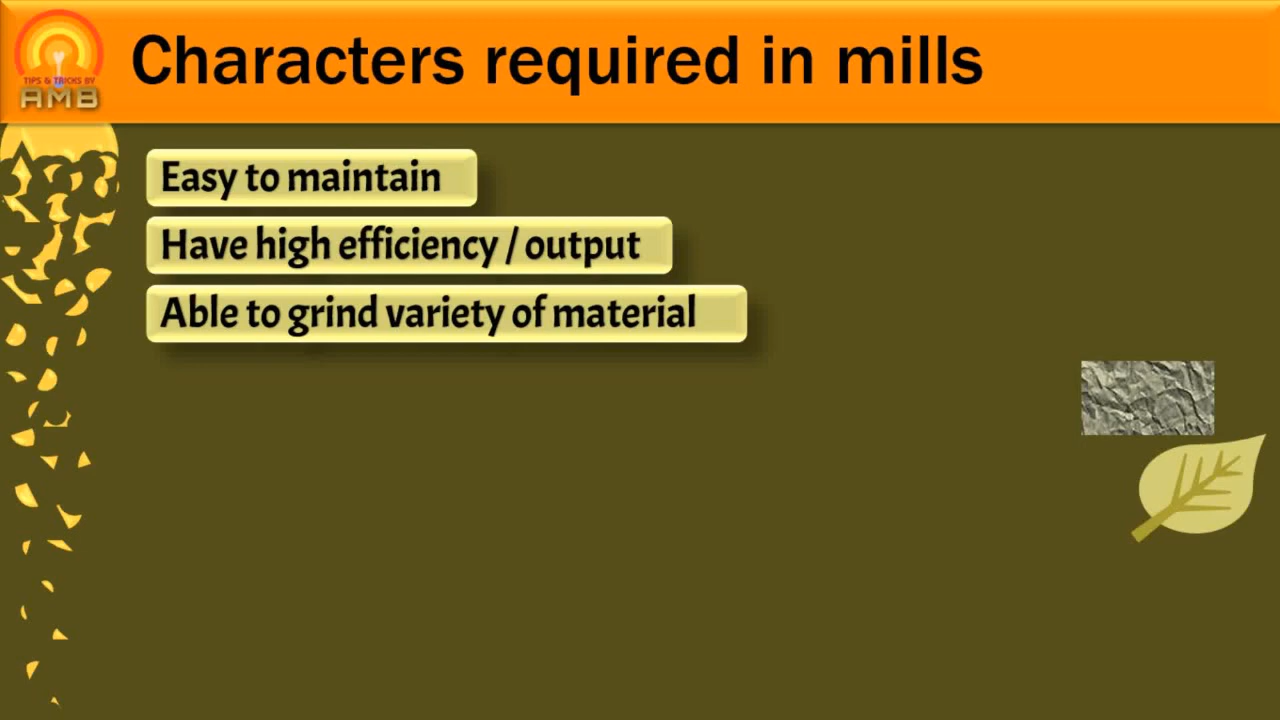 Characters required in mills
TIPS & TRICKS BY
AMB
Easy to maintain
Have high efficiency / output
Able to grind variety of material